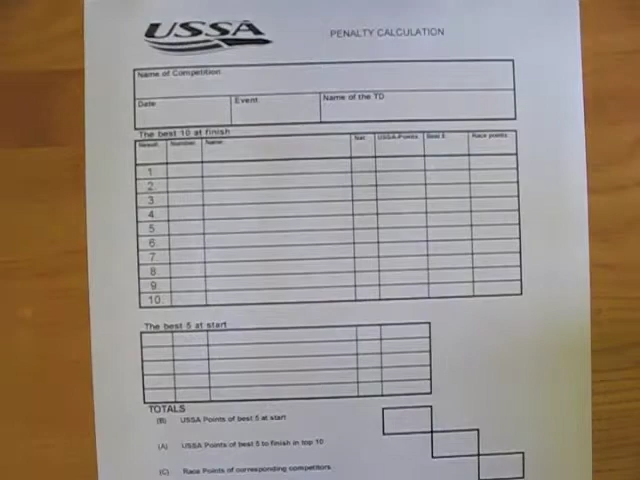 USSA
PENALTY CALCULATION
Name of Competition
Date Event Name of the TD
The best 10 at finish
Result Number Name Nat. USSA-Points Best 5 Race points
1
2.
3
4.
5.
6.
7.
8.
9.
10.
The best 5 at start
TOTALS
(B) USSA Points of best 5 at start
(A) USSA Points of best 5 to finish in top 10
(C) Race Points of corresponding competitors